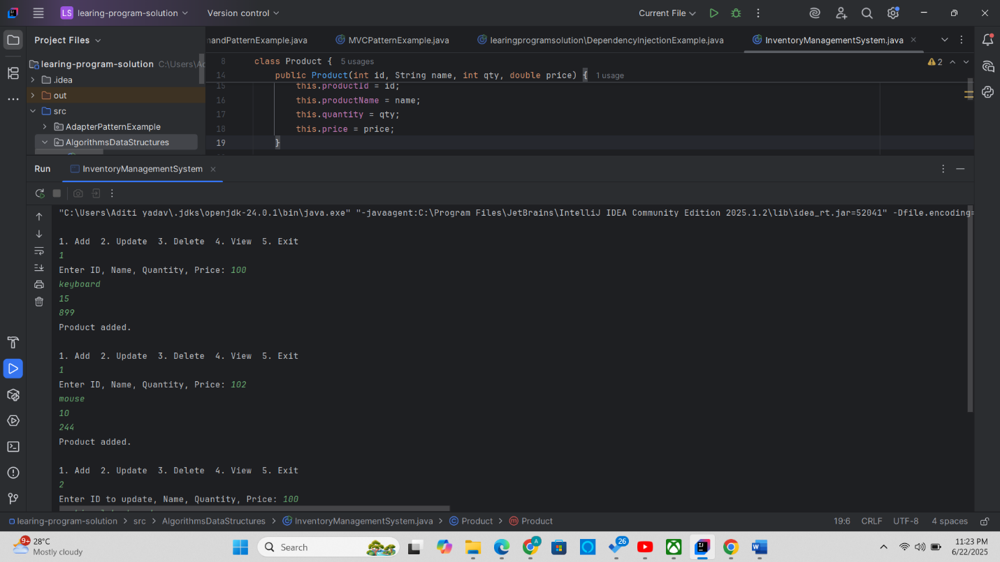 LS learing-program-solution Version control Current File
Project Files
mandPatternExample.java MVCPatternExample.java learingprogramsolution\DependencyInjectionExample.java InventoryManagementSystem.java
learing-program-solution C:\Users\Ad
.idea
out
src
AdapterPatternExample
AlgorithmsDataStructures
8 class Product { 5 usages
2
14 public Product(int id, String name, int qty, double price) { 1 usage
15 this.productId = id;
16 this.productName = name;
17 this.quantity = qty;
18 this.price = price;
19 }
Run InventoryManagementSystem
"C:\Users\Aditi yadav\.jdks\openjdk-24.0.1\bin\java.exe" "-javaagent:C:\Program Files\JetBrains\IntelliJ IDEA Community Edition 2025.1.2\lib\idea_rt.jar=52041" -Dfile.encoding=
1. Add 2. Update 3. Delete 4. View 5. Exit
1
Enter ID, Name, Quantity, Price: 100
keyboard
15
899
Product added.
1. Add 2. Update 3. Delete 4. View 5. Exit
1
Enter ID, Name, Quantity, Price: 102
mouse
10
244
Product added.
1. Add 2. Update 3. Delete 4. View 5. Exit
2
Enter ID to update, Name, Quantity, Price: 100
learing-program-solution > src > AlgorithmsDataStructures > InventoryManagementSystem.java > Product > Product 19:6 CRLF UTF-8 4 spaces
9+ 28°C
Mostly cloudy
Search
A
26
11:23 PM
6/22/2025